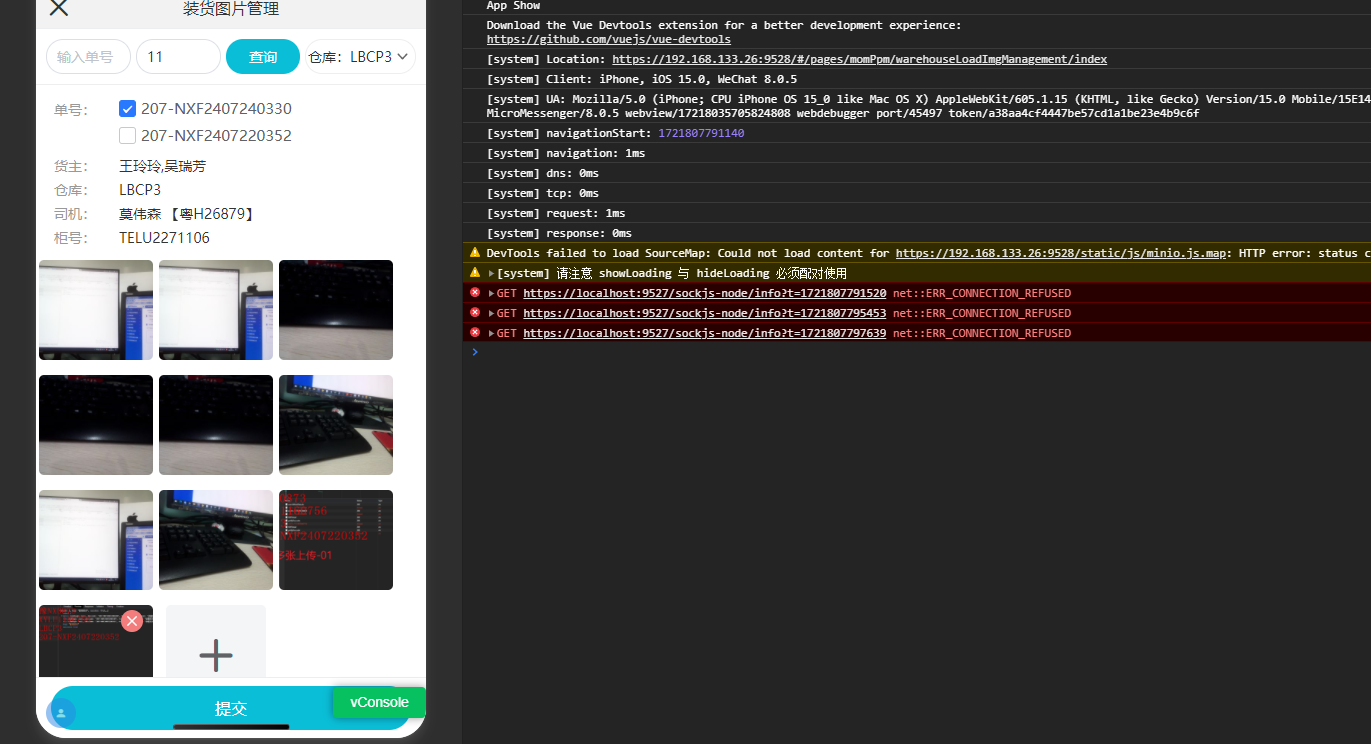 装货图片管理
输入单号 11 查询 仓库：LBCP3
单号： 207-NXF2407240330
207-NXF2407220352
货主： 王玲玲,吴瑞芳
仓库： LBCP3
司机： 莫伟森 【粤H26879】
柜号： TELU2271106
NXF2407220352
多张上传-01
提交
vConsole
App Show
Download the Vue Devtools extension for a better development experience:
https://github.com/vuejs/vue-devtools
[system] Location: https://192.168.133.26:9528/#/pages/momPpm/warehouseLoadImgManagement/index
[system] Client: iPhone, iOS 15.0, WeChat 8.0.5
[system] UA: Mozilla/5.0 (iPhone; CPU iPhone OS 15_0 like Mac OS X) AppleWebKit/605.1.15 (KHTML, like Gecko) Version/15.0 Mobile/15E14
MicroMessenger/8.0.5 webview/17218035705824808 webdebugger port/45497 token/a38aa4cf4447be57cd1a1be23e4b9c6f
[system] navigationStart: 1721807791140
[system] navigation: 1ms
[system] dns: 0ms
[system] tcp: 0ms
[system] request: 1ms
[system] response: 0ms
DevTools failed to load SourceMap: Could not load content for https://192.168.133.26:9528/static/js/minio.js.map: HTTP error: status c
[system] 请注意 showLoading 与 hideLoading 必须配对使用
GET https://localhost:9527/sockjs-node/info?t=1721807791520 net::ERR_CONNECTION_REFUSED
GET https://localhost:9527/sockjs-node/info?t=1721807795453 net::ERR_CONNECTION_REFUSED
GET https://localhost:9527/sockjs-node/info?t=1721807797639 net::ERR_CONNECTION_REFUSED